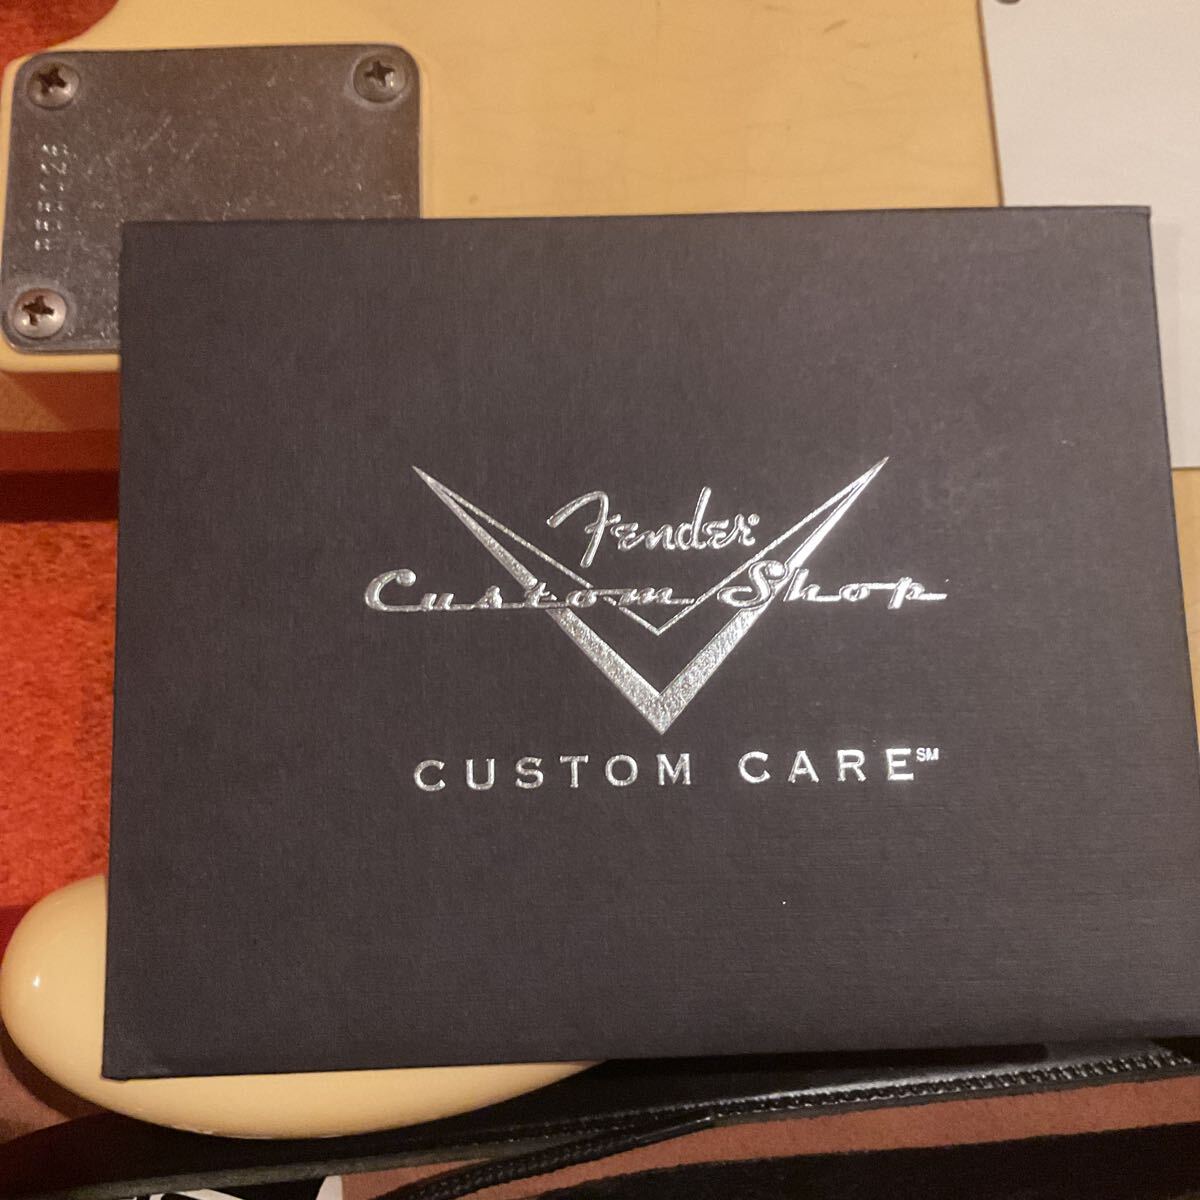 Fender®
Custom Shop
CUSTOM CARE℠